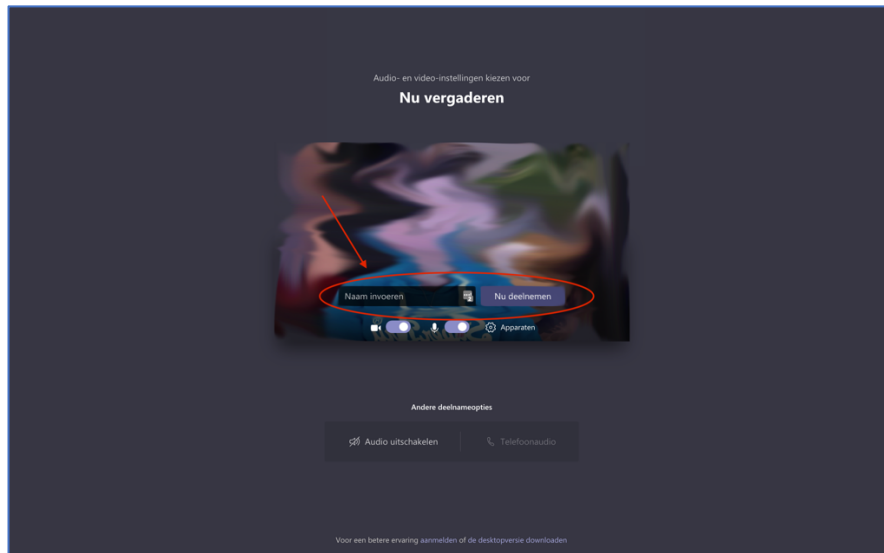 Audio- en video-instellingen kiezen voor
Nu vergaderen
Naam invoeren
Nu deelnemen
Apparaten
Andere deelnameopties
Audio uitschakelen
Telefoonaudio
Voor een betere ervaring aanmelden of de desktopversie downloaden